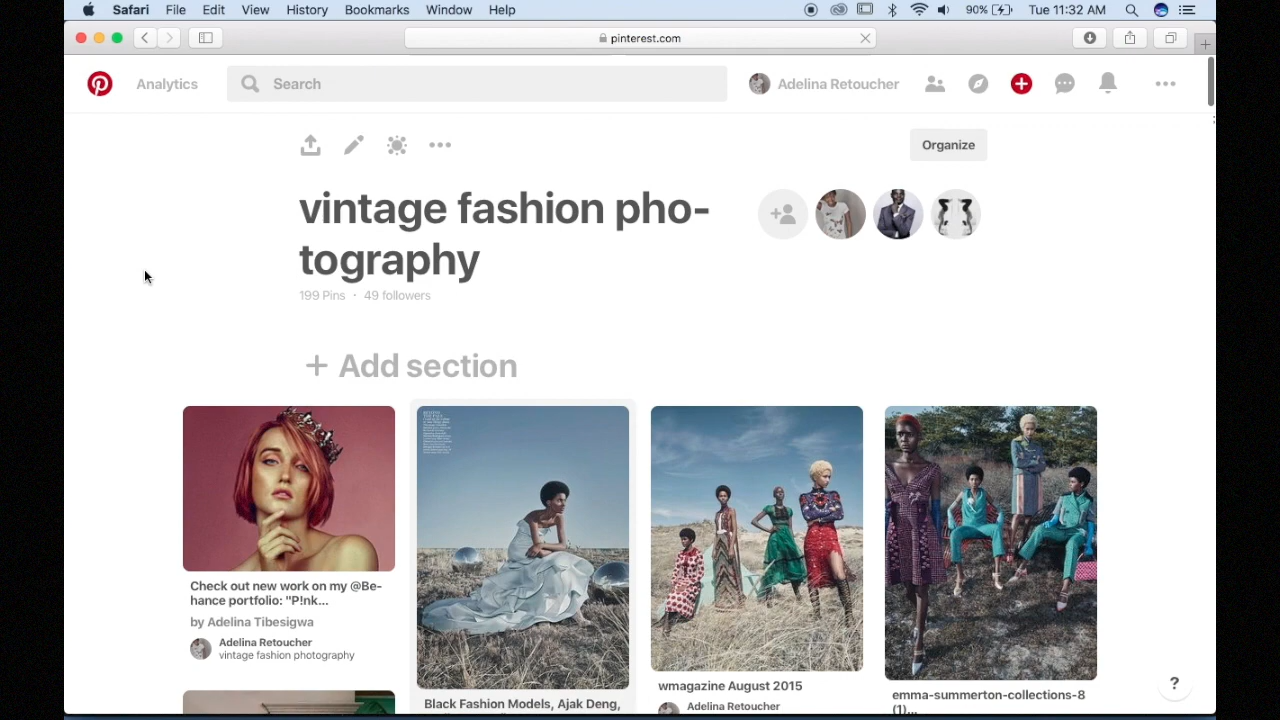 Safari File Edit View History Bookmarks Window Help 90% Tue 11:32 AM
pinterest.com
Analytics Search Adelina Retoucher
Organize
vintage fashion pho-
tography
199 Pins · 49 followers
+ Add section
Check out new work on my @Be-
hance portfolio: "P!nk...
by Adelina Tibesigwa
Adelina Retoucher
vintage fashion photography
Black Fashion Models, Ajak Deng,
wmagazine August 2015
Adelina Retoucher
emma-summerton-collections-8
(1)...
?